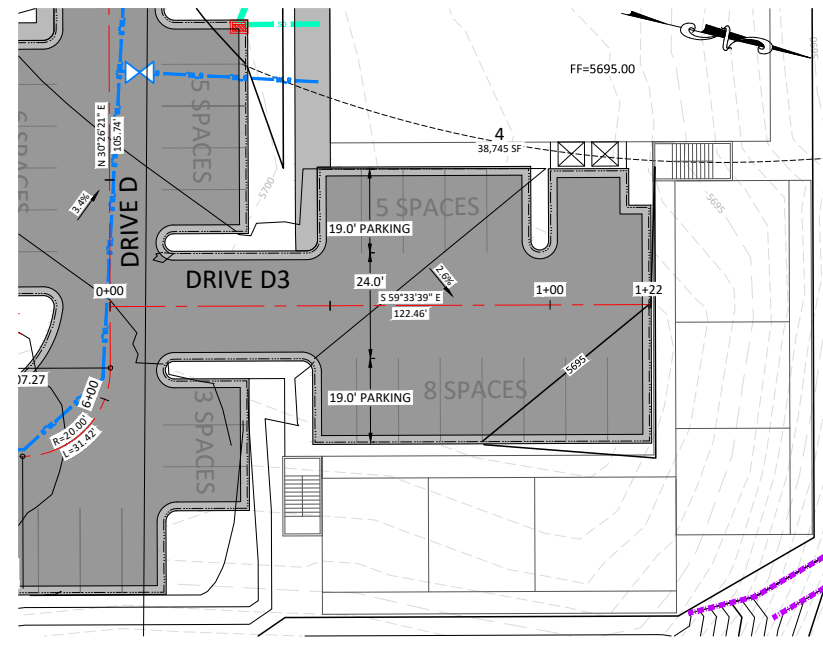 SD
FF=5695.00
5690
4
38,745 SF
5 SPACES
N 30°26'21" E
105.74'
3.4%
DRIVE D
5700
5695
5 SPACES
19.0' PARKING
DRIVE D3
2.6%
24.0'
0+00
S 59°33'39" E
122.46'
1+00
1+22
5695
07.27
6+00
R=20.00'
L=31.42'
3 SPACES
8 SPACES
19.0' PARKING